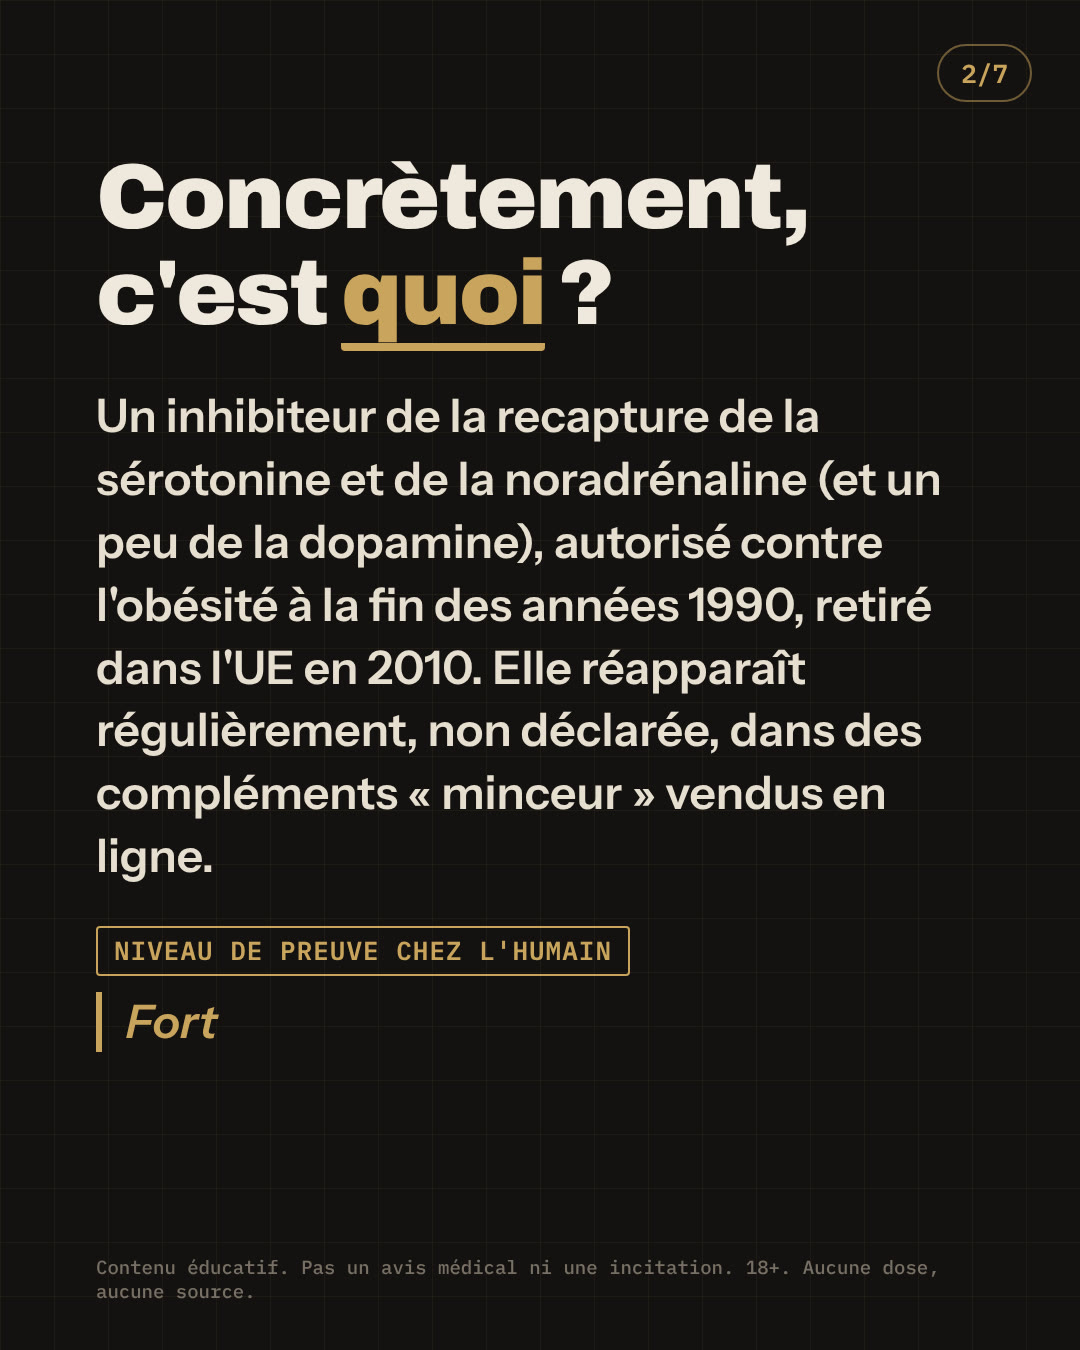 2/7
Concrètement,
c'est quoi ?
Un inhibiteur de la recapture de la
sérotonine et de la noradrénaline (et un
peu de la dopamine), autorisé contre
l'obésité à la fin des années 1990, retiré
dans l'UE en 2010. Elle réapparaît
régulièrement, non déclarée, dans des
compléments « minceur » vendus en
ligne.
NIVEAU DE PREUVE CHEZ L'HUMAIN
Fort
Contenu éducatif. Pas un avis médical ni une incitation. 18+. Aucune dose,
aucune source.